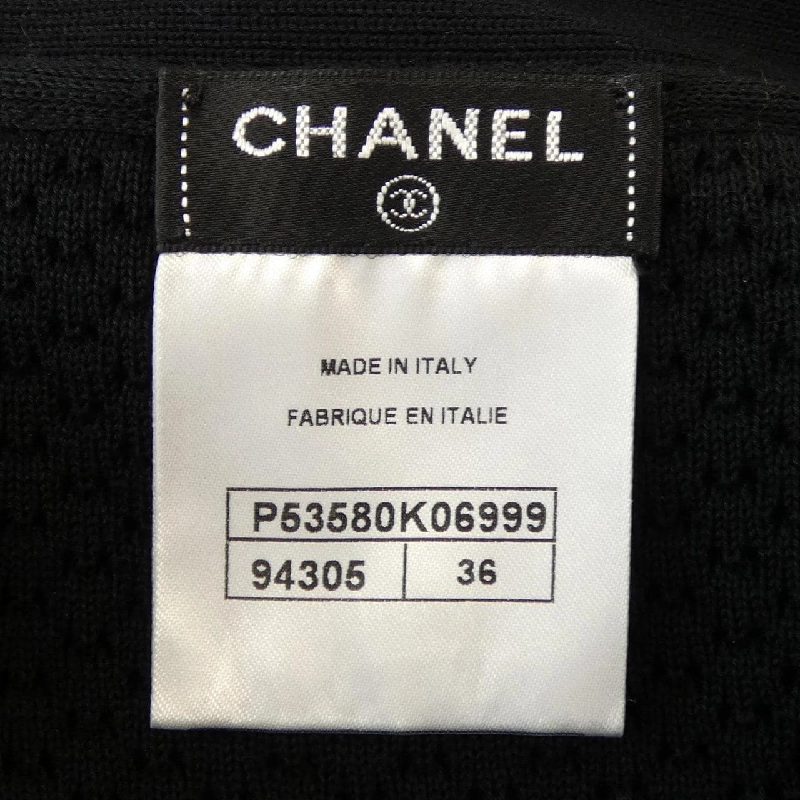 CHANEL
MADE IN ITALY
FABRIQUE EN ITALIE
P53580K06999
94305 36